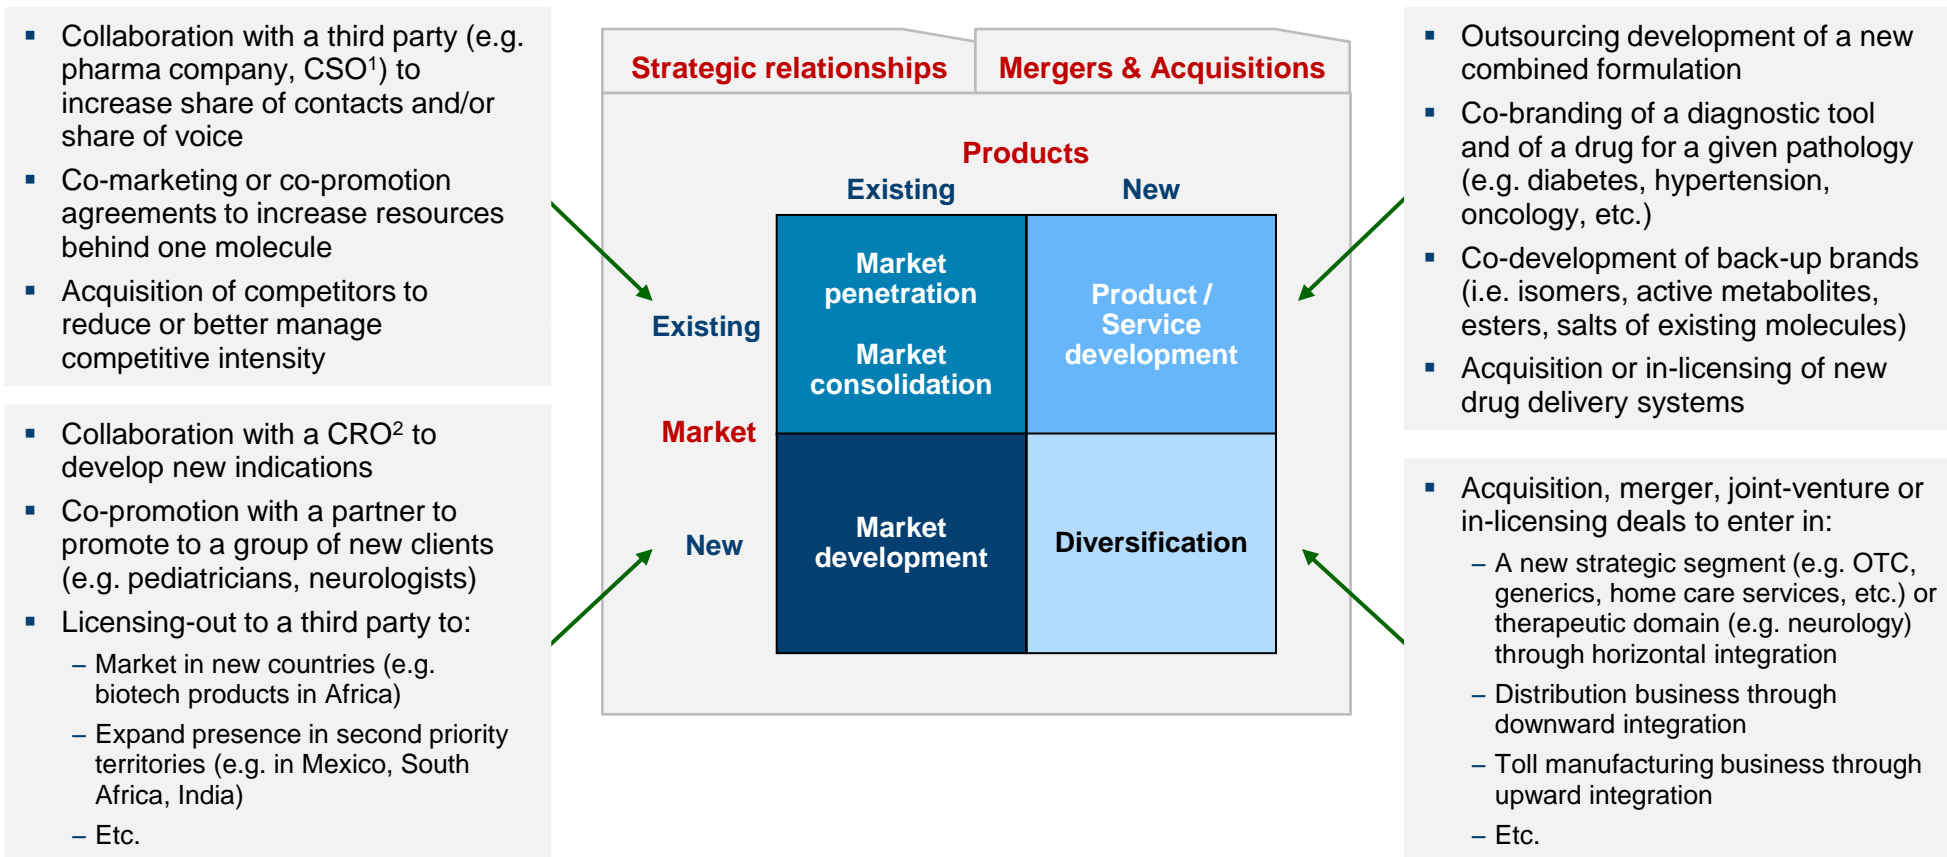 ▪ Collaboration with a third party (e.g.
pharma company, CSO¹) to
increase share of contacts and/or
share of voice
▪ Co-marketing or co-promotion
agreements to increase resources
behind one molecule
▪ Acquisition of competitors to
reduce or better manage
competitive intensity
▪ Collaboration with a CRO² to
develop new indications
▪ Co-promotion with a partner to
promote to a group of new clients
(e.g. pediatricians, neurologists)
▪ Licensing-out to a third party to:
– Market in new countries (e.g.
biotech products in Africa)
– Expand presence in second priority
territories (e.g. in Mexico, South
Africa, India)
– Etc.
Strategic relationships
Mergers & Acquisitions
Products
Existing
New
Market
penetration
Market
consolidation
Product /
Service
development
Existing
Market
New
Market
development
Diversification
▪ Outsourcing development of a new
combined formulation
▪ Co-branding of a diagnostic tool
and of a drug for a given pathology
(e.g. diabetes, hypertension,
oncology, etc.)
▪ Co-development of back-up brands
(i.e. isomers, active metabolites,
esters, salts of existing molecules)
▪ Acquisition or in-licensing of new
drug delivery systems
▪ Acquisition, merger, joint-venture or
in-licensing deals to enter in:
– A new strategic segment (e.g. OTC,
generics, home care services, etc.) or
therapeutic domain (e.g. neurology)
through horizontal integration
– Distribution business through
downward integration
– Toll manufacturing business through
upward integration
– Etc.